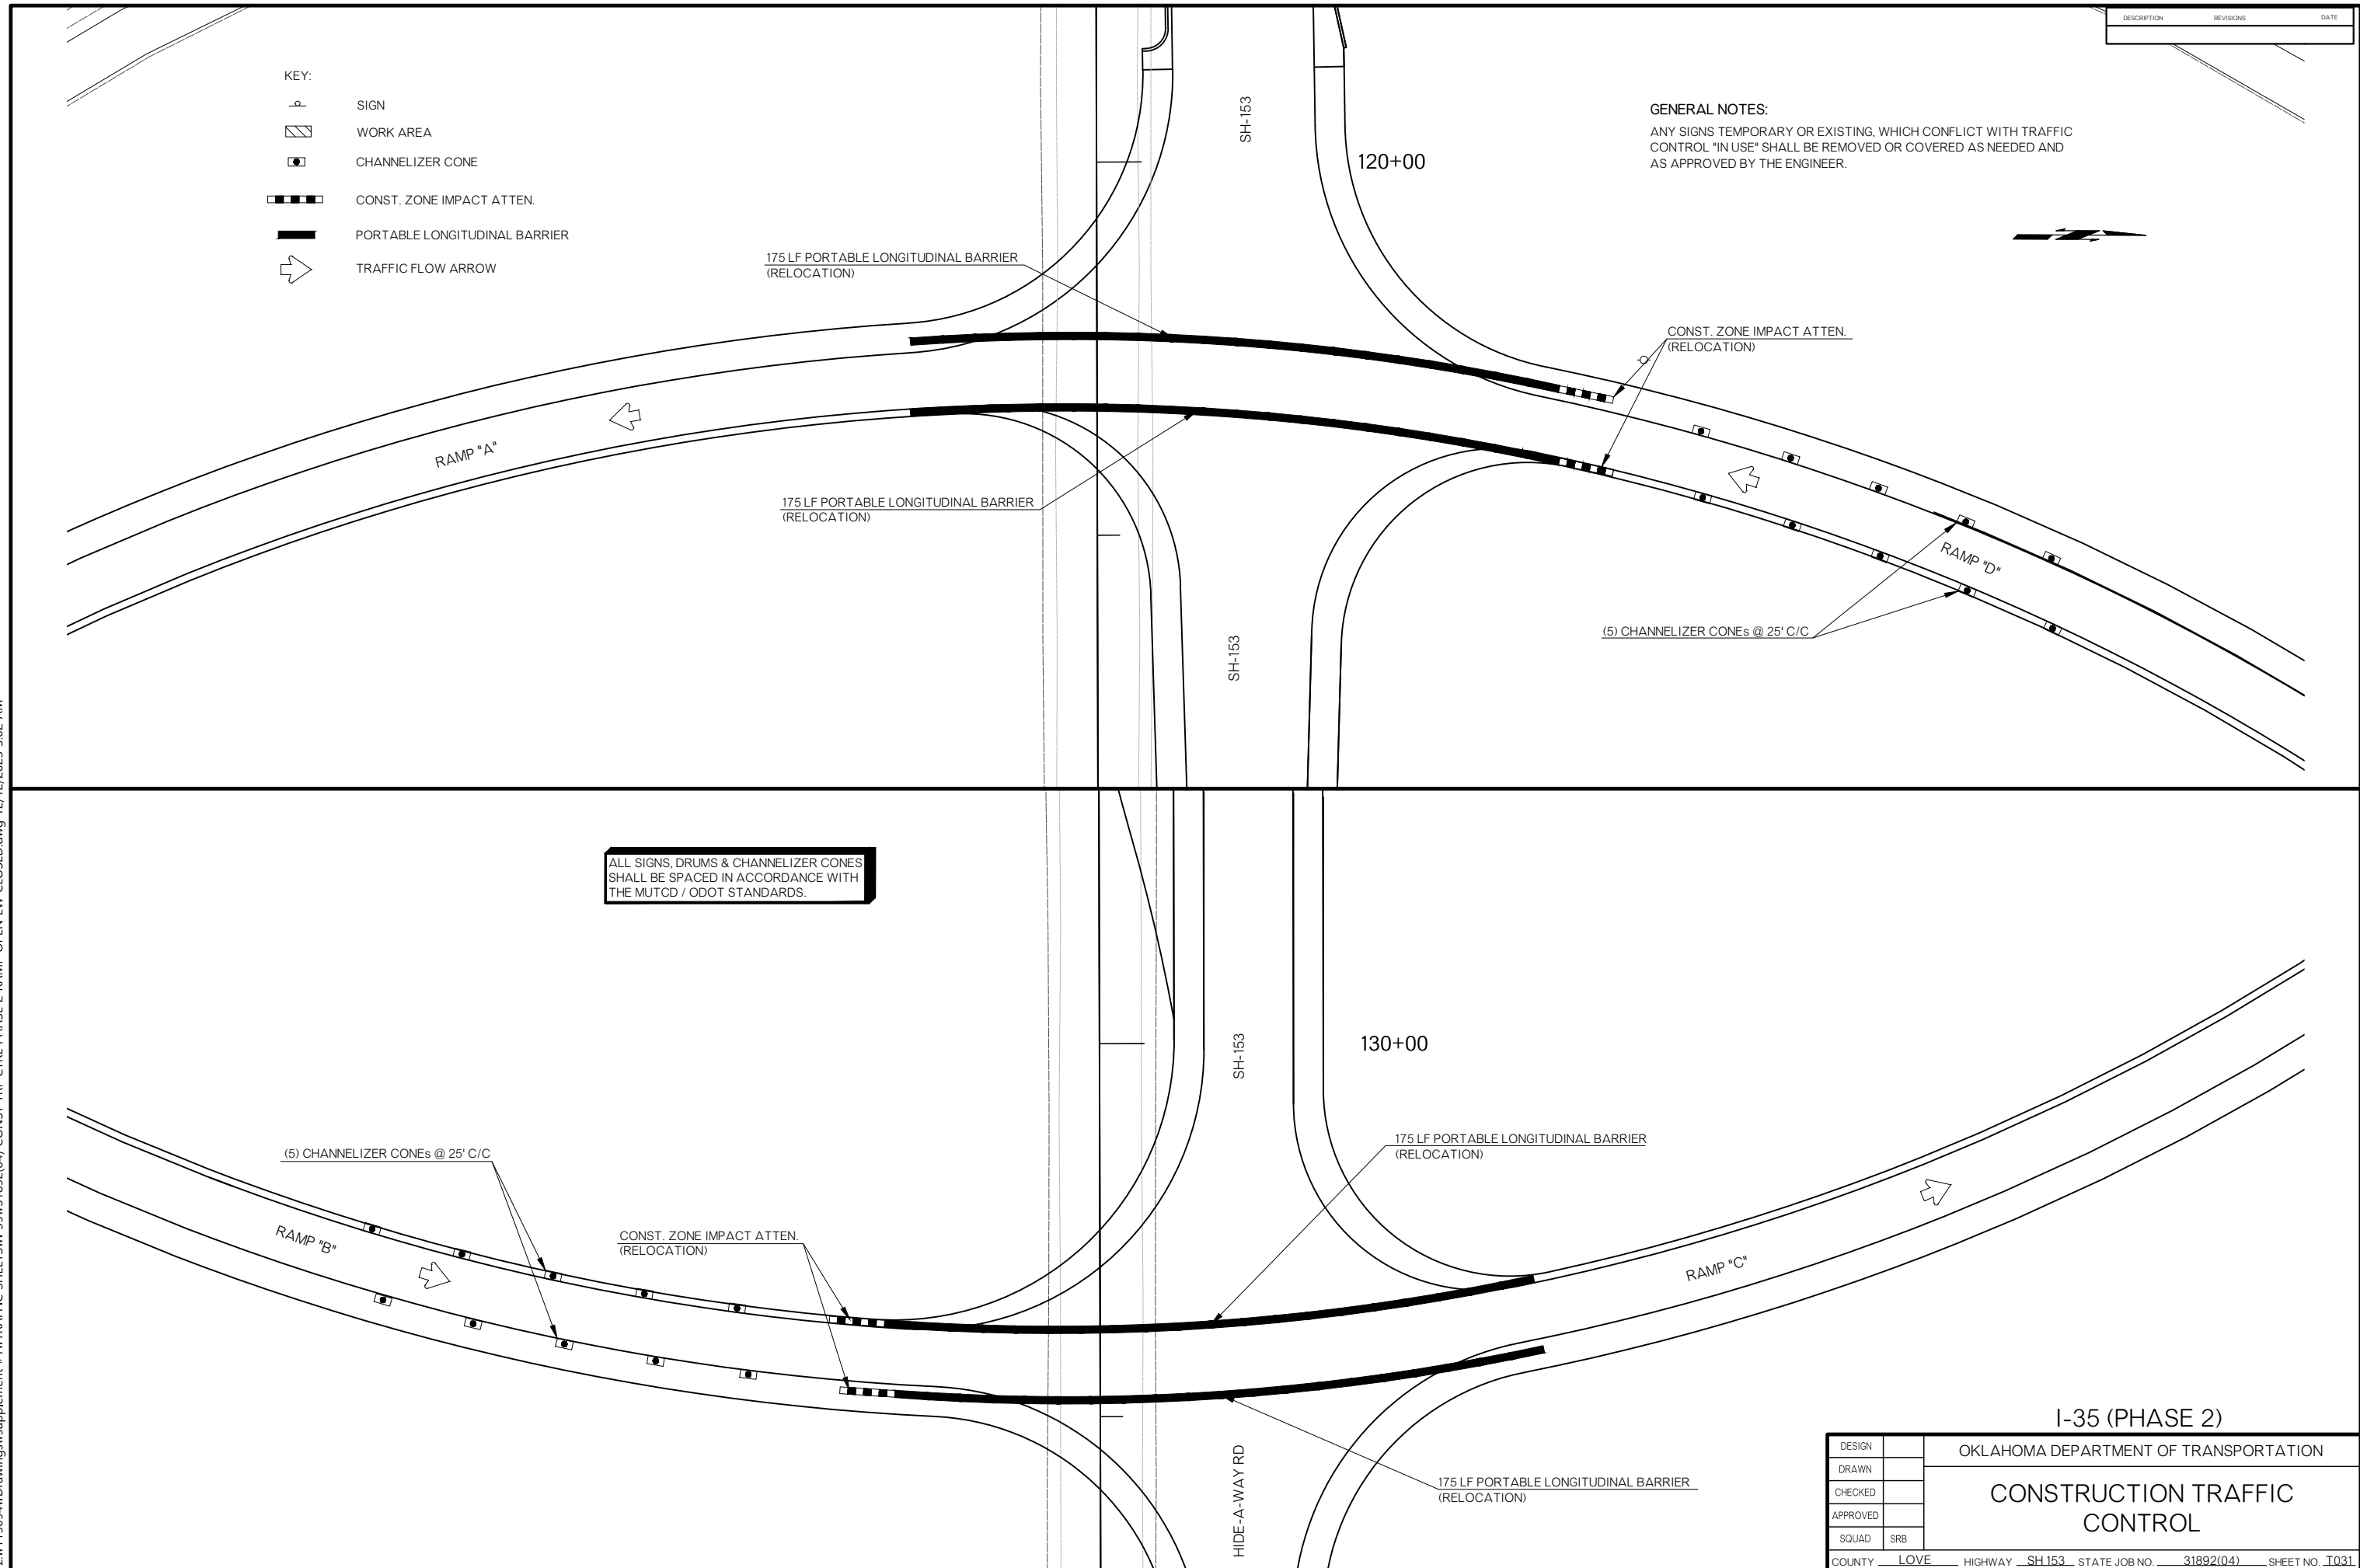 DESCRIPTION REVISIONS DATE
KEY:
SIGN
WORK AREA
CHANNELIZER CONE
CONST. ZONE IMPACT ATTEN.
PORTABLE LONGITUDINAL BARRIER
TRAFFIC FLOW ARROW
SH-153
120+00
GENERAL NOTES:
ANY SIGNS TEMPORARY OR EXISTING, WHICH CONFLICT WITH TRAFFIC
CONTROL "IN USE" SHALL BE REMOVED OR COVERED AS NEEDED AND
AS APPROVED BY THE ENGINEER.
175 LF PORTABLE LONGITUDINAL BARRIER
(RELOCATION)
CONST. ZONE IMPACT ATTEN.
(RELOCATION)
RAMP "A"
175 LF PORTABLE LONGITUDINAL BARRIER
(RELOCATION)
RAMP "D"
(5) CHANNELIZER CONEs @ 25' C/C
SH-153
ALL SIGNS, DRUMS & CHANNELIZER CONES
SHALL BE SPACED IN ACCORDANCE WITH
THE MUTCD / ODOT STANDARDS.
SH-153
130+00
175 LF PORTABLE LONGITUDINAL BARRIER
(RELOCATION)
(5) CHANNELIZER CONEs @ 25' C/C
RAMP "B"
CONST. ZONE IMPACT ATTEN.
(RELOCATION)
RAMP "C"
175 LF PORTABLE LONGITUDINAL BARRIER
(RELOCATION)
HIDE-A-WAY RD
I-35 (PHASE 2)
DESIGN
DRAWN
CHECKED
APPROVED
SQUAD SRB
OKLAHOMA DEPARTMENT OF TRANSPORTATION
CONSTRUCTION TRAFFIC
CONTROL
COUNTY LOVE HIGHWAY SH 153 STATE JOB NO. 31892(04) SHEET NO. T031